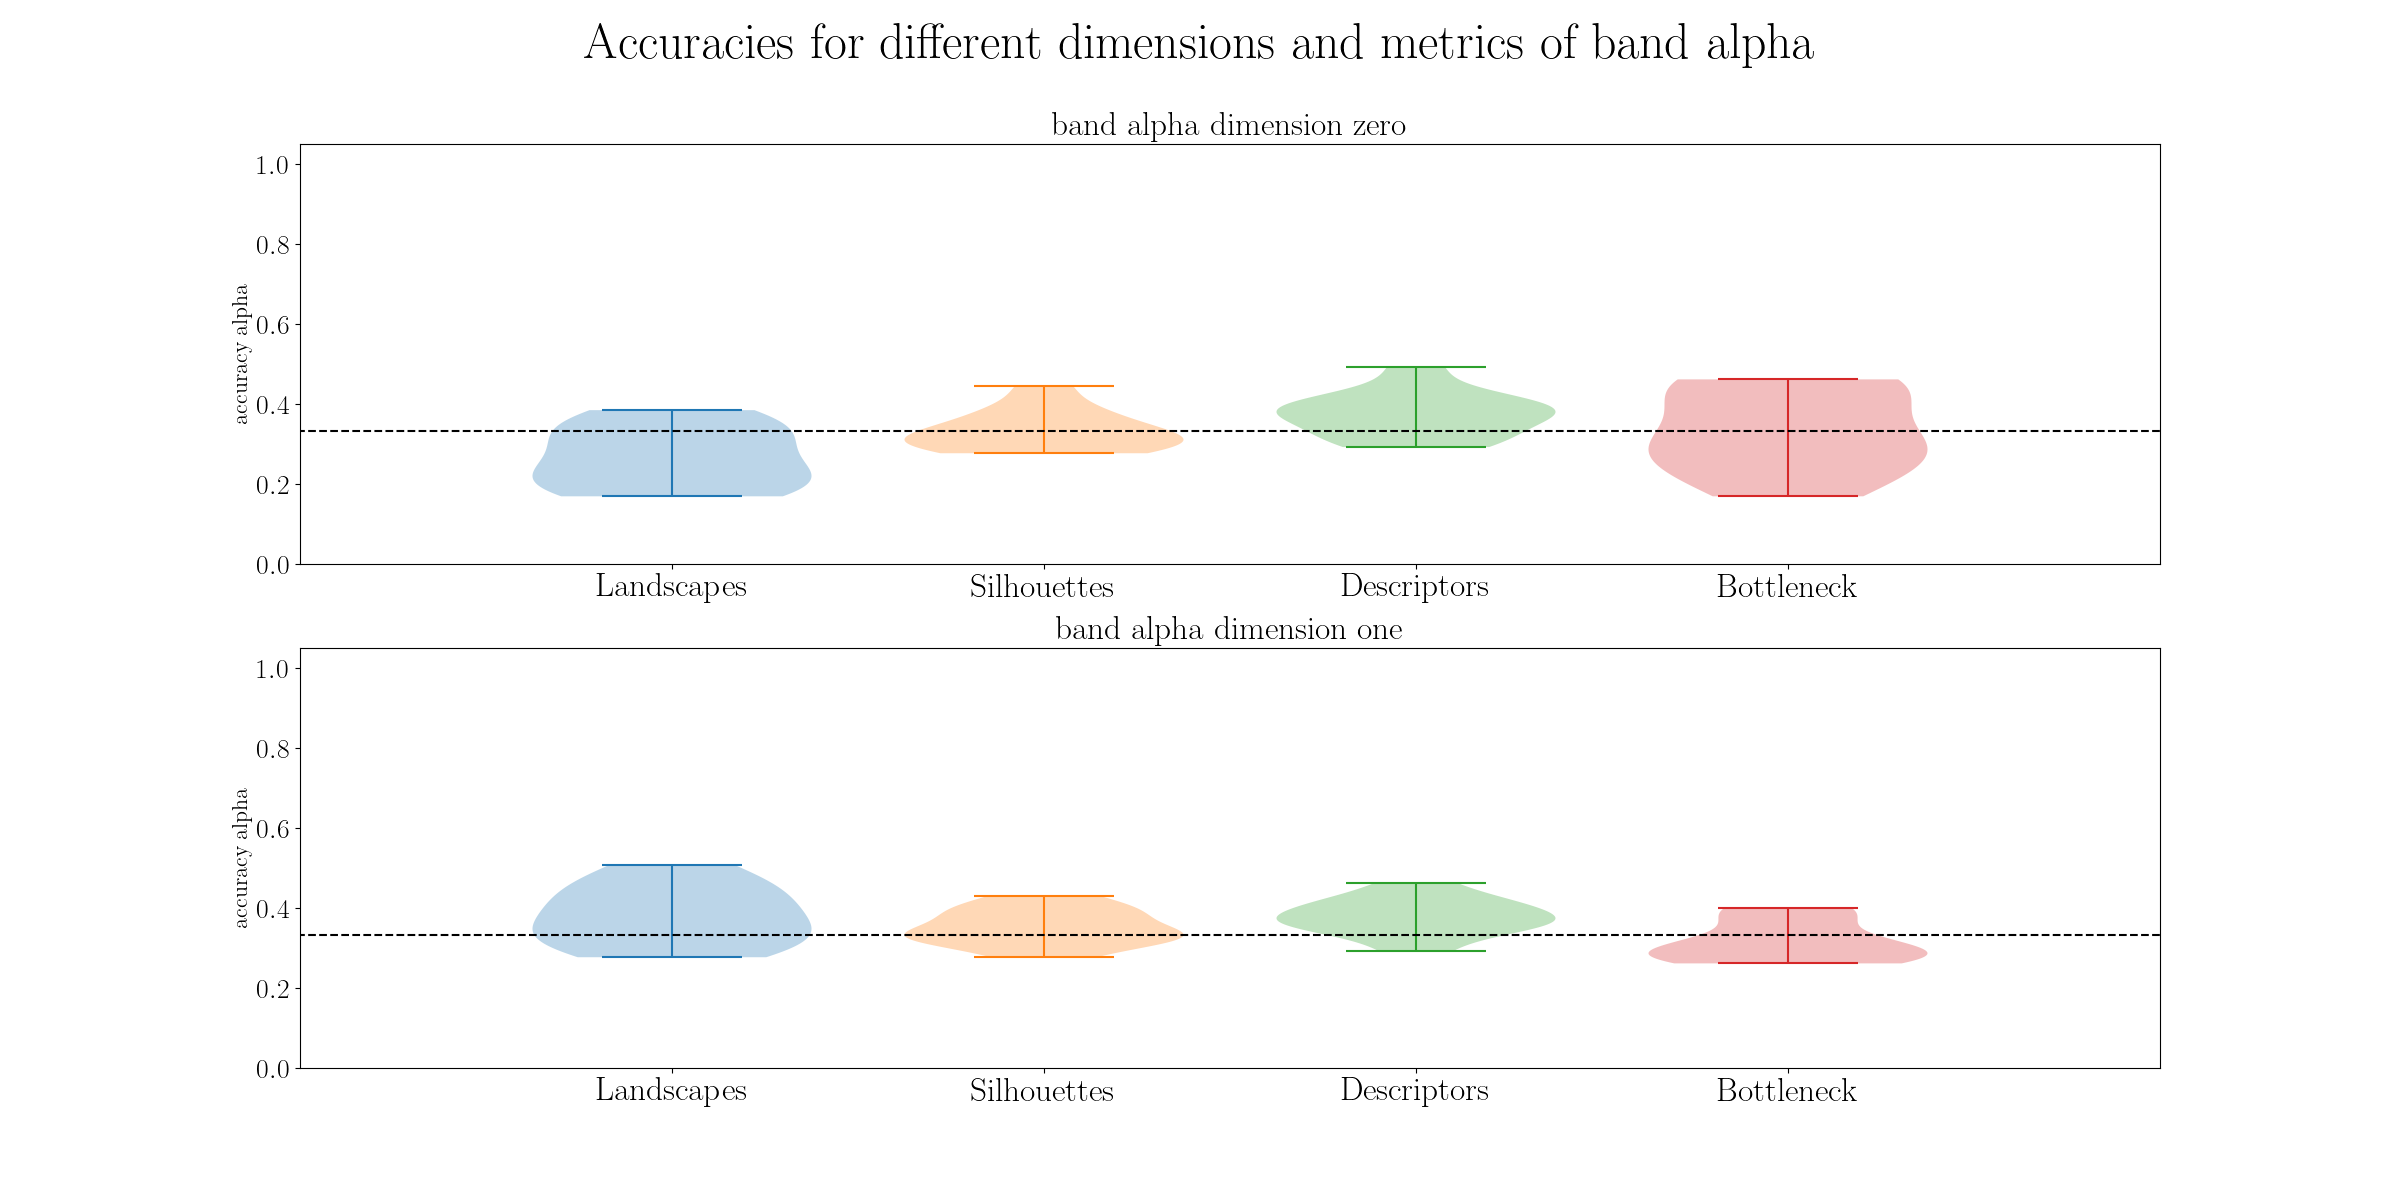 Accuracies for different dimensions and metrics of band alpha
band alpha dimension zero
accuracy alpha
1.0
0.8
0.6
0.4
0.2
0.0
Landscapes Silhouettes Descriptors Bottleneck
band alpha dimension one
accuracy alpha
1.0
0.8
0.6
0.4
0.2
0.0
Landscapes Silhouettes Descriptors Bottleneck